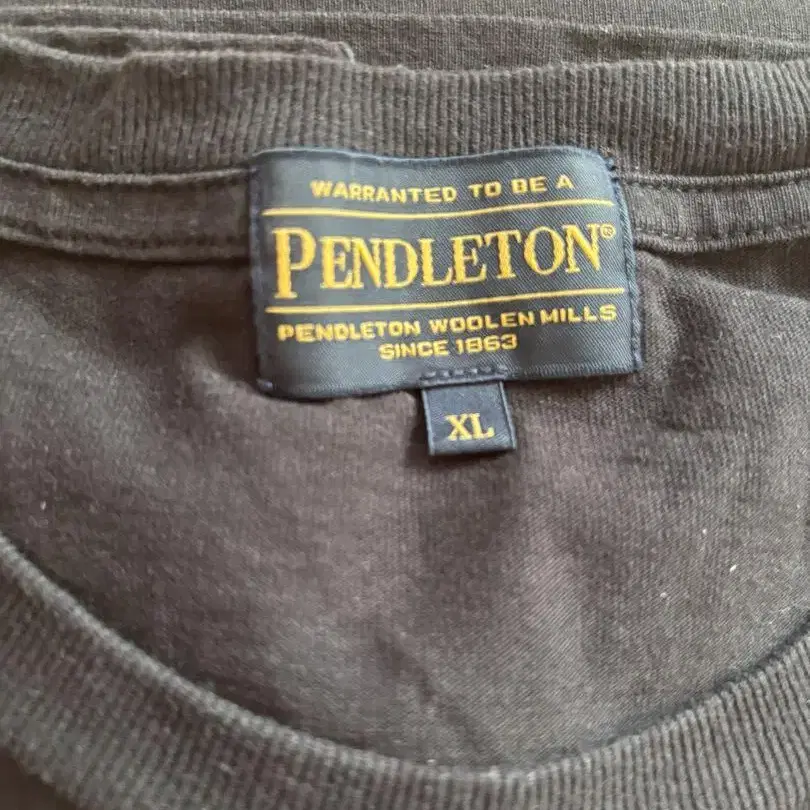 WARRANTED TO BE A
PENDLETON®
PENDLETON WOOLEN MILLS
SINCE 1863
XL